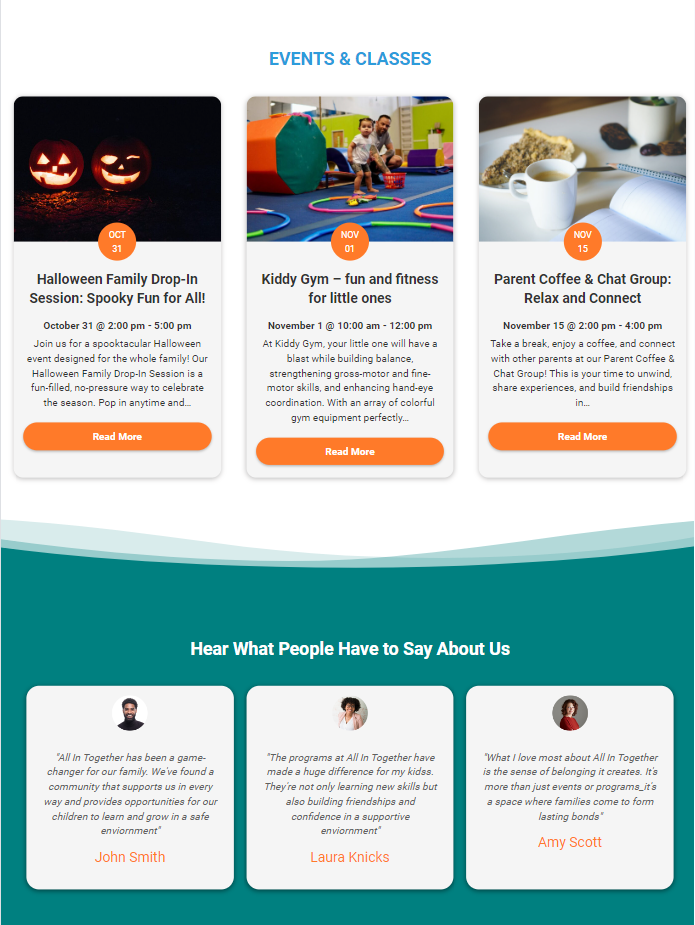 EVENTS & CLASSES
OCT
31
Halloween Family Drop-In
Session: Spooky Fun for All!
October 31 @ 2:00 pm - 5:00 pm
Join us for a spooktacular Halloween
event designed for the whole family! Our
Halloween Family Drop-In Session is a
fun-filled, no-pressure way to celebrate
the season. Pop in anytime and...
Read More
NOV
01
Kiddy Gym – fun and fitness
for little ones
November 1 @ 10:00 am - 12:00 pm
At Kiddy Gym, your little one will have a
blast while building balance,
strengthening gross-motor and fine-
motor skills, and enhancing hand-eye
coordination. With an array of colorful
gym equipment perfectly...
Read More
NOV
15
Parent Coffee & Chat Group:
Relax and Connect
November 15 @ 2:00 pm - 4:00 pm
Take a break, enjoy a coffee, and connect
with other parents at our Parent Coffee &
Chat Group! This is your time to unwind,
share experiences, and build friendships
in...
Read More
Hear What People Have to Say About Us
"All In Together has been a game-
changer for our family. We've found a
community that supports us in every
way and provides opportunities for our
children to learn and grow in a safe
enviornment"
John Smith
"The programs at All In Together have
made a huge difference for my kidss.
They're not only learning new skills but
also building friendships and
confidence in a supportive
enviornment"
Laura Knicks
"What I love most about All In Together
is the sense of belonging it creates. It's
more than just events or programs_it's
a space where families come to form
lasting bonds"
Amy Scott